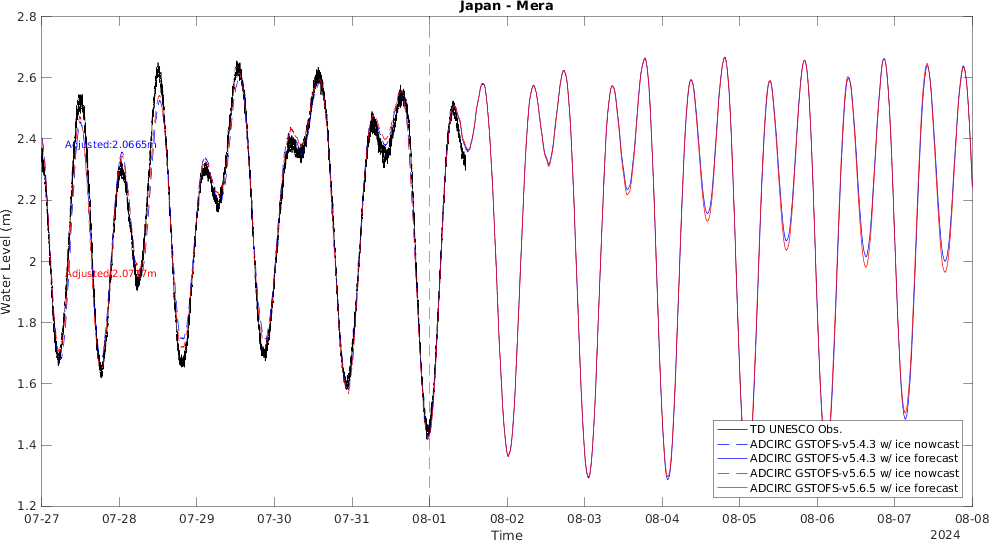 Japan - Mera
2.8
2.6
2.4
2.2
2
1.8
1.6
1.4
1.2
Water Level (m)
Adjusted:2.0665m
TD UNESCO Obs.
ADCIRC GSTOFS-v5.4.3 w/ ice nowcast
ADCIRC GSTOFS-v5.4.3 w/ ice forecast
ADCIRC GSTOFS-v5.6.5 w/ ice nowcast
ADCIRC GSTOFS-v5.6.5 w/ ice forecast
07-27 07-28 07-29 07-30 07-31 08-01 08-02 08-03 08-04 08-05 08-06 08-07 08-08
Time
2024